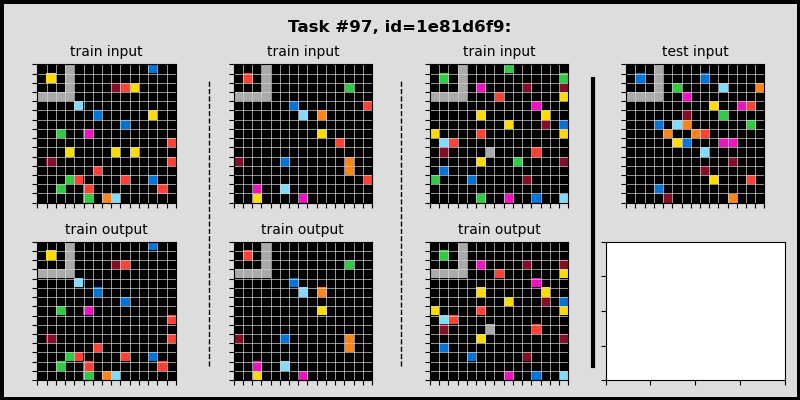 Task #97, id=1e81d6f9:
train input train input train input test input
train output train output train output